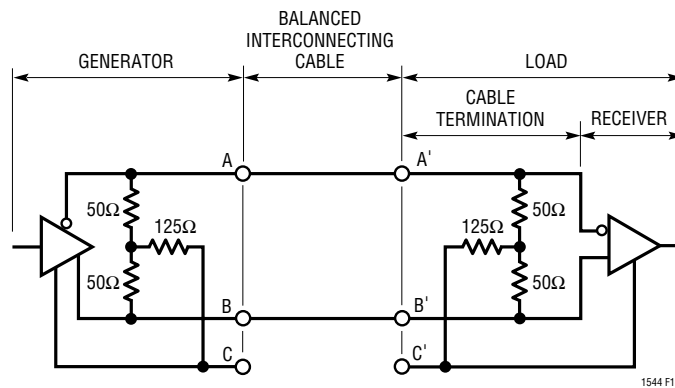 BALANCED
INTERCONNECTING
CABLE
GENERATOR
LOAD
CABLE
TERMINATION
RECEIVER
A
A'
50Ω
125Ω
50Ω
125Ω
50Ω
50Ω
B
B'
C
C'
1544 F1